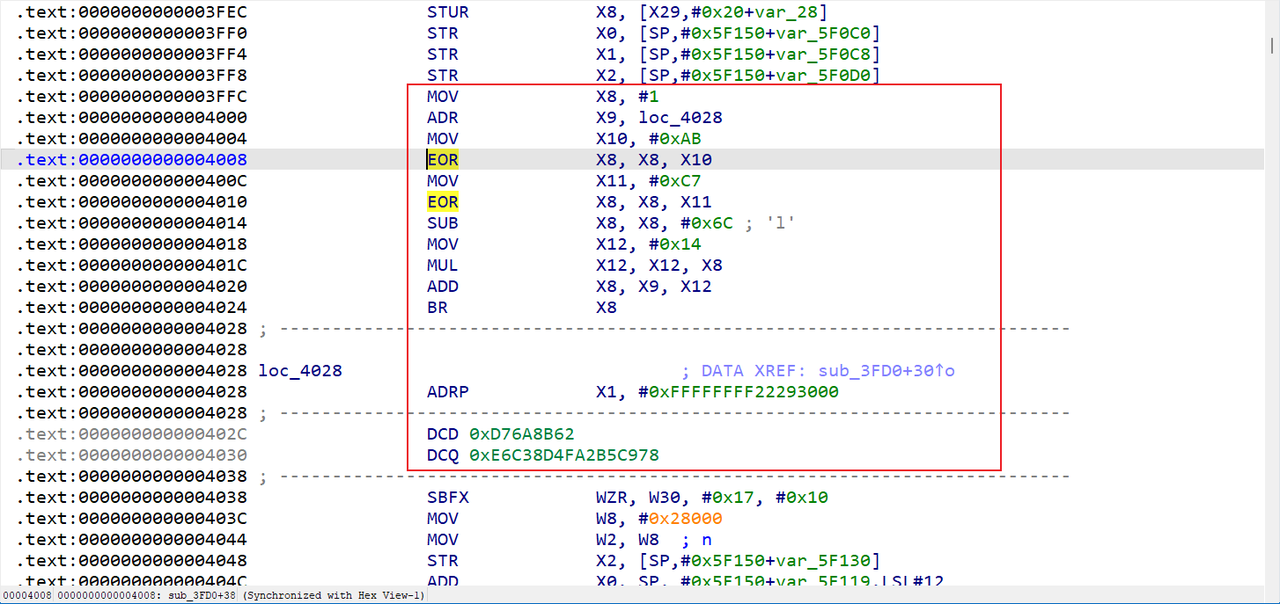 .text:0000000000003FEC STUR X8, [X29,#0x20+var_28]
.text:0000000000003FF0 STR X0, [SP,#0x5F150+var_5F0C0]
.text:0000000000003FF4 STR X1, [SP,#0x5F150+var_5F0C8]
.text:0000000000003FF8 STR X2, [SP,#0x5F150+var_5F0D0]
.text:0000000000003FFC MOV X8, #1
.text:0000000000004000 ADR X9, loc_4028
.text:0000000000004004 MOV X10, #0xAB
.text:0000000000004008 EOR X8, X8, X10
.text:000000000000400C MOV X11, #0xC7
.text:0000000000004010 EOR X8, X8, X11
.text:0000000000004014 SUB X8, X8, #0x6C ; 'l'
.text:0000000000004018 MOV X12, #0x14
.text:000000000000401C MUL X12, X12, X8
.text:0000000000004020 ADD X8, X9, X12
.text:0000000000004024 BR X8
.text:0000000000004028 ; ---------------------------------------------------------------------------
.text:0000000000004028
.text:0000000000004028 loc_4028 ; DATA XREF: sub_3FD0+30↑o
.text:0000000000004028 ADRP X1, #0xFFFFFFFF22293000
.text:0000000000004028 ; ---------------------------------------------------------------------------
.text:000000000000402C DCD 0xD76A8B62
.text:0000000000004030 DCQ 0xE6C38D4FA2B5C978
.text:0000000000004038 ; ---------------------------------------------------------------------------
.text:0000000000004038 SBFX WZR, W30, #0x17, #0x10
.text:000000000000403C MOV W8, #0x28000
.text:0000000000004044 MOV W2, W8 ; n
.text:0000000000004048 STR X2, [SP,#0x5F150+var_5F130]
.text:000000000000404C ADD X0, SP, #0x5F150+var_5F119,LSL#12
00004008 0000000000004008: sub_3FD0+38 (Synchronized with Hex View-1)